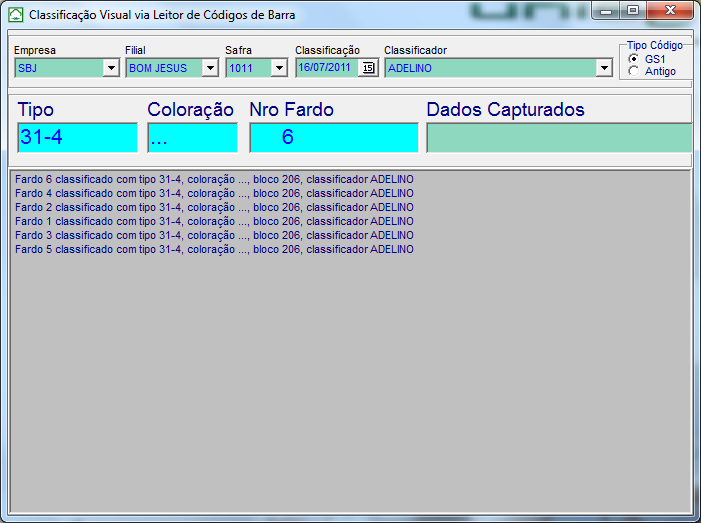 Classificação Visual via Leitor de Códigos de Barra
Empresa Filial Safra Classificação Classificador Tipo Código
SBJ BOM JESUS 1011 16/07/2011 15 ADELINO GS1
Antigo
Tipo Coloração Nro Fardo Dados Capturados
31-4 ... 6
Fardo 6 classificado com tipo 31-4, coloração ..., bloco 206, classificador ADELINO
Fardo 4 classificado com tipo 31-4, coloração ..., bloco 206, classificador ADELINO
Fardo 2 classificado com tipo 31-4, coloração ..., bloco 206, classificador ADELINO
Fardo 1 classificado com tipo 31-4, coloração ..., bloco 206, classificador ADELINO
Fardo 3 classificado com tipo 31-4, coloração ..., bloco 206, classificador ADELINO
Fardo 5 classificado com tipo 31-4, coloração ..., bloco 206, classificador ADELINO